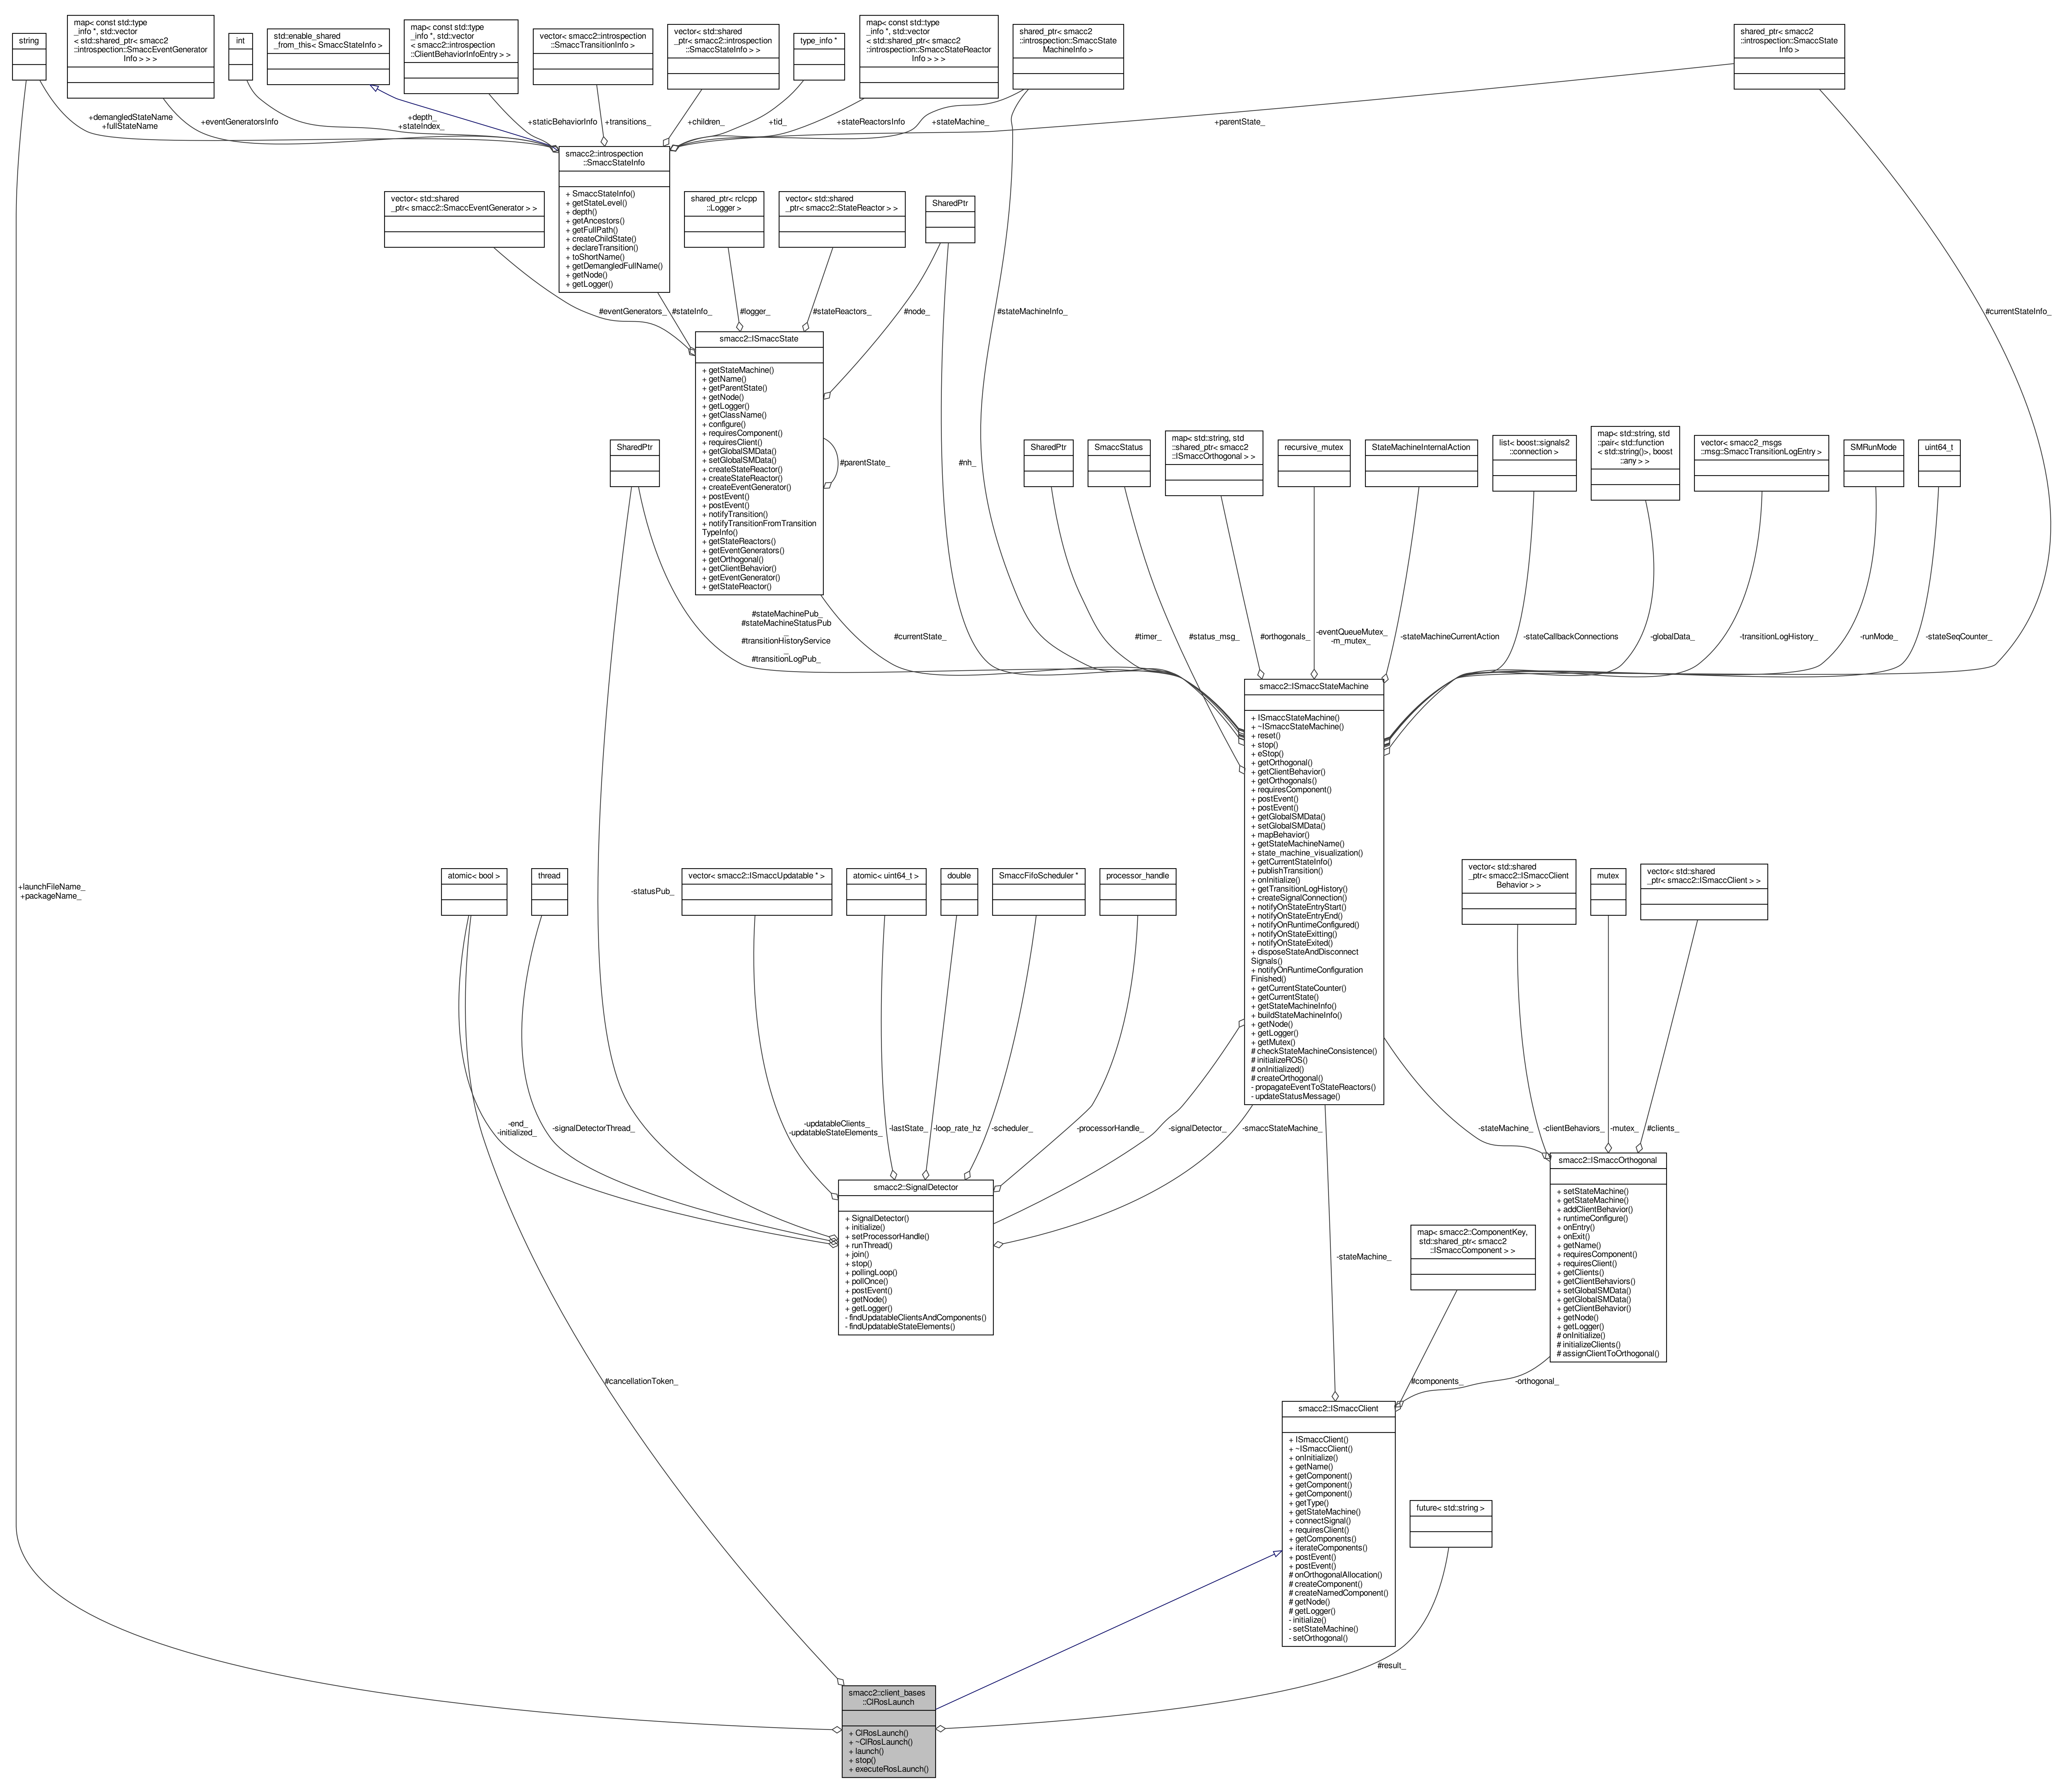 string
map< const std::type
_info *, std::vector
< std::shared_ptr< smacc2
::introspection::SmaccEventGenerator
Info > > >
int
std::enable_shared
_from_this< SmaccStateInfo >
map< const std::type
_info *, std::vector
< smacc2::introspection
::ClientBehaviorInfoEntry > >
vector< smacc2::introspection
::SmaccTransitionInfo >
vector< std::shared
_ptr< smacc2::introspection
::SmaccStateInfo > >
type_info *
map< const std::type
_info *, std::vector
< std::shared_ptr< smacc2
::introspection::SmaccStateReactor
Info > > >
shared_ptr< smacc2
::introspection::SmaccState
MachineInfo >
shared_ptr< smacc2
::introspection::SmaccState
Info >
+demangledStateName
+fullStateName
+eventGeneratorsInfo
+depth_
+stateIndex_
+staticBehaviorInfo
+transitions_
+children_
+tid_
+stateReactorsInfo
+stateMachine_
+parentState_
smacc2::introspection
::SmaccStateInfo
+ SmaccStateInfo()
+ getStateLevel()
+ depth()
+ getAncestors()
+ getFullPath()
+ createChildState()
+ declareTransition()
+ toShortName()
+ getDemangledFullName()
+ getNode()
+ getLogger()
vector< std::shared
_ptr< smacc2::SmaccEventGenerator > >
shared_ptr< rclcpp
::Logger >
vector< std::shared
_ptr< smacc2::StateReactor > >
SharedPtr
#eventGenerators_
#stateInfo_
#logger_
#stateReactors_
#node_
#stateMachineInfo_
#currentStateInfo_
smacc2::ISmaccState
+ getStateMachine()
+ getName()
+ getParentState()
+ getNode()
+ getLogger()
+ getClassName()
+ configure()
+ requiresComponent()
+ requiresClient()
+ getGlobalSMData()
+ setGlobalSMData()
+ createStateReactor()
+ createStateReactor()
+ createEventGenerator()
+ postEvent()
+ postEvent()
+ notifyTransition()
+ notifyTransitionFromTransition
TypeInfo()
+ getStateReactors()
+ getEventGenerators()
+ getOrthogonal()
+ getClientBehavior()
+ getEventGenerator()
+ getStateReactor()
#parentState_
#nh_
SharedPtr
SharedPtr
SmaccStatus
map< std::string, std
::shared_ptr< smacc2
::ISmaccOrthogonal > >
recursive_mutex
StateMachineInternalAction
list< boost::signals2
::connection >
map< std::string, std
::pair< std::function
< std::string()>, boost
::any > >
vector< smacc2_msgs
::msg::SmaccTransitionLogEntry >
SMRunMode
uint64_t
#stateMachinePub_
#stateMachineStatusPub
_
#transitionHistoryService
_
#transitionLogPub_
#currentState_
#timer_
#status_msg_
#orthogonals_
-eventQueueMutex_
-m_mutex_
-stateMachineCurrentAction
-stateCallbackConnections
-globalData_
-transitionLogHistory_
-runMode_
-stateSeqCounter_
smacc2::ISmaccStateMachine
+ ISmaccStateMachine()
+ ~ISmaccStateMachine()
+ reset()
+ stop()
+ eStop()
+ getOrthogonal()
+ getClientBehavior()
+ getOrthogonals()
+ requiresComponent()
+ postEvent()
+ postEvent()
+ getGlobalSMData()
+ setGlobalSMData()
+ mapBehavior()
+ getStateMachineName()
+ state_machine_visualization()
+ getCurrentStateInfo()
+ publishTransition()
+ onInitialize()
+ getTransitionLogHistory()
+ createSignalConnection()
+ notifyOnStateEntryStart()
+ notifyOnStateEntryEnd()
+ notifyOnRuntimeConfigured()
+ notifyOnStateExitting()
+ notifyOnStateExited()
+ disposeStateAndDisconnect
Signals()
+ notifyOnRuntimeConfiguration
Finished()
+ getCurrentStateCounter()
+ getCurrentState()
+ getStateMachineInfo()
+ buildStateMachineInfo()
+ getNode()
+ getLogger()
+ getMutex()
# checkStateMachineConsistence()
# initializeROS()
# onInitialized()
# createOrthogonal()
- propagateEventToStateReactors()
- updateStatusMessage()
+launchFileName_
+packageName_
atomic< bool >
thread
-statusPub_
vector< smacc2::ISmaccUpdatable * >
atomic< uint64_t >
double
SmaccFifoScheduler *
processor_handle
vector< std::shared
_ptr< smacc2::ISmaccClient
Behavior > >
mutex
vector< std::shared
_ptr< smacc2::ISmaccClient > >
-end_
-initialized_
-signalDetectorThread_
-updatableClients_
-updatableStateElements_
-lastState_
-loop_rate_hz
-scheduler_
-processorHandle_
-signalDetector_
-smaccStateMachine_
-stateMachine_
-clientBehaviors_
-mutex_
#clients_
smacc2::SignalDetector
+ SignalDetector()
+ initialize()
+ setProcessorHandle()
+ runThread()
+ join()
+ stop()
+ pollingLoop()
+ pollOnce()
+ postEvent()
+ getNode()
+ getLogger()
- findUpdatableClientsAndComponents()
- findUpdatableStateElements()
smacc2::ISmaccOrthogonal
+ setStateMachine()
+ getStateMachine()
+ addClientBehavior()
+ runtimeConfigure()
+ onEntry()
+ onExit()
+ getName()
+ requiresComponent()
+ requiresClient()
+ getClients()
+ getClientBehaviors()
+ setGlobalSMData()
+ getGlobalSMData()
+ getClientBehavior()
+ getNode()
+ getLogger()
# onInitialize()
# initializeClients()
# assignClientToOrthogonal()
map< smacc2::ComponentKey,
std::shared_ptr< smacc2
::ISmaccComponent > >
-stateMachine_
#cancellationToken_
#components_
-orthogonal_
smacc2::ISmaccClient
+ ISmaccClient()
+ ~ISmaccClient()
+ onInitialize()
+ getName()
+ getComponent()
+ getComponent()
+ getComponent()
+ getType()
+ getStateMachine()
+ connectSignal()
+ requiresClient()
+ getComponents()
+ iterateComponents()
+ postEvent()
+ postEvent()
# onOrthogonalAllocation()
# createComponent()
# createNamedComponent()
# getNode()
# getLogger()
- initialize()
- setStateMachine()
- setOrthogonal()
future< std::string >
#result_
smacc2::client_bases
::ClRosLaunch
+ ClRosLaunch()
+ ~ClRosLaunch()
+ launch()
+ stop()
+ executeRosLaunch()